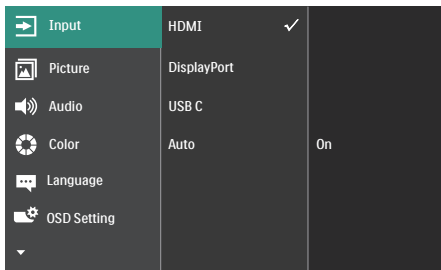 Input
Picture
Audio
Color
Language
OSD Setting
HDMI
DisplayPort
USB C
Auto
On